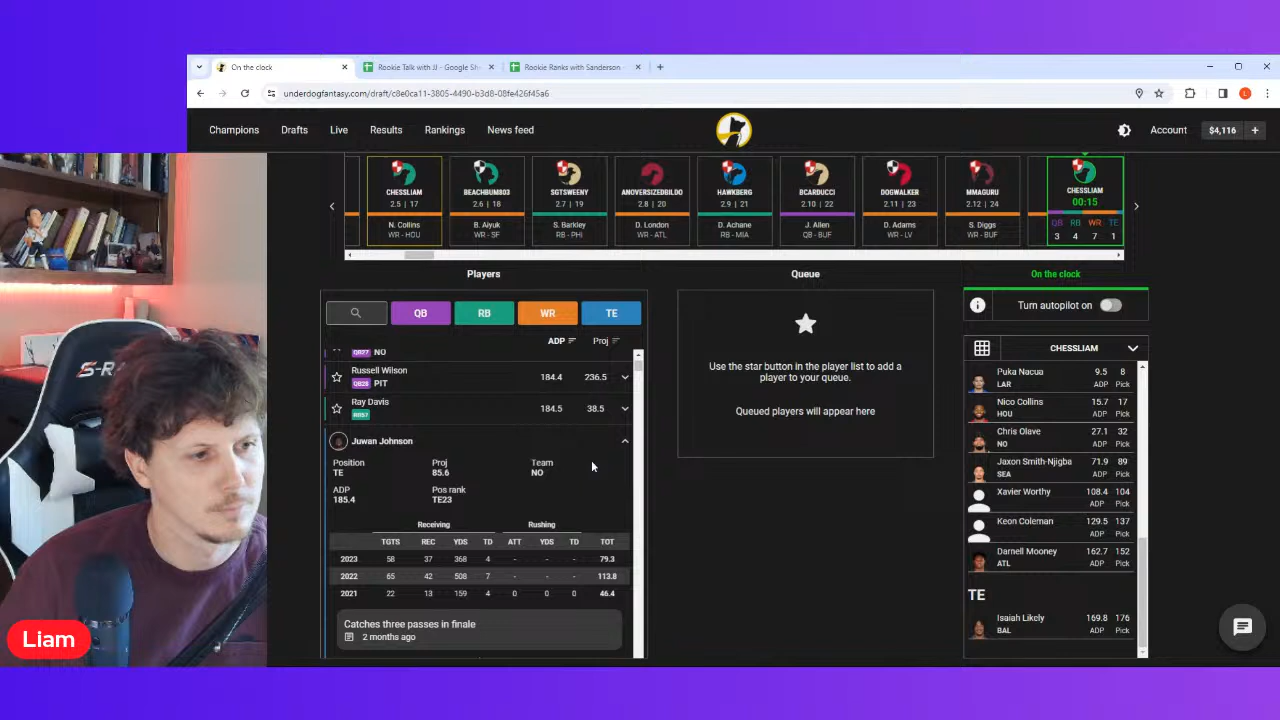 On the clock
Rookie Talk with JJ - Google Sh
Rookie Ranks with Sanderson
underdogfantasy.com/draft/c8e0ca11-3805-4490-b3d8-08fe426f45a6
Champions Drafts Live Results Rankings News feed
Account $4,116 +
CHESSLIAM
2.5 | 17
N. Collins
WR - HOU
BEACHBUM803
2.6 | 18
B. Aiyuk
WR - SF
SGTSWEENY
2.7 | 19
S. Barkley
RB - PHI
ANOVERSIZEDBILDO
2.8 | 20
D. London
WR - ATL
HAWKBERG
2.9 | 21
D. Achane
RB - MIA
BCARDUCCI
2.10 | 22
J. Allen
QB - BUF
DOGWALKER
2.11 | 23
D. Adams
WR - LV
MMAGURU
2.12 | 24
S. Diggs
WR - BUF
CHESSLIAM
00:15
QB RB WR TE
3 4 7 1
Players
QB RB WR TE
ADP Proj
QB27 NO
Russell Wilson
QB28 PIT
184.4 236.5
Ray Davis
RB57
184.5 38.5
Juwan Johnson
Position Proj Team
TE 85.6 NO
ADP Pos rank
185.4 TE23
Receiving Rushing
TGTS REC YDS TD ATT YDS TD TOT
2023 58 37 368 4 - - - 79.3
2022 65 42 508 7 - - - 113.8
2021 22 13 159 4 0 0 0 46.4
Catches three passes in finale
2 months ago
Queue
Use the star button in the player list to add a
player to your queue.
Queued players will appear here
On the clock
Turn autopilot on
CHESSLIAM
Puka Nacua 9.5 8
LAR ADP Pick
Nico Collins 15.7 17
HOU ADP Pick
Chris Olave 27.1 32
NO ADP Pick
Jaxon Smith-Njigba 71.9 89
SEA ADP Pick
Xavier Worthy 108.4 104
ADP Pick
Keon Coleman 129.5 137
ADP Pick
Darnell Mooney 162.7 152
ATL ADP Pick
TE
Isaiah Likely 169.8 176
BAL ADP Pick
Liam